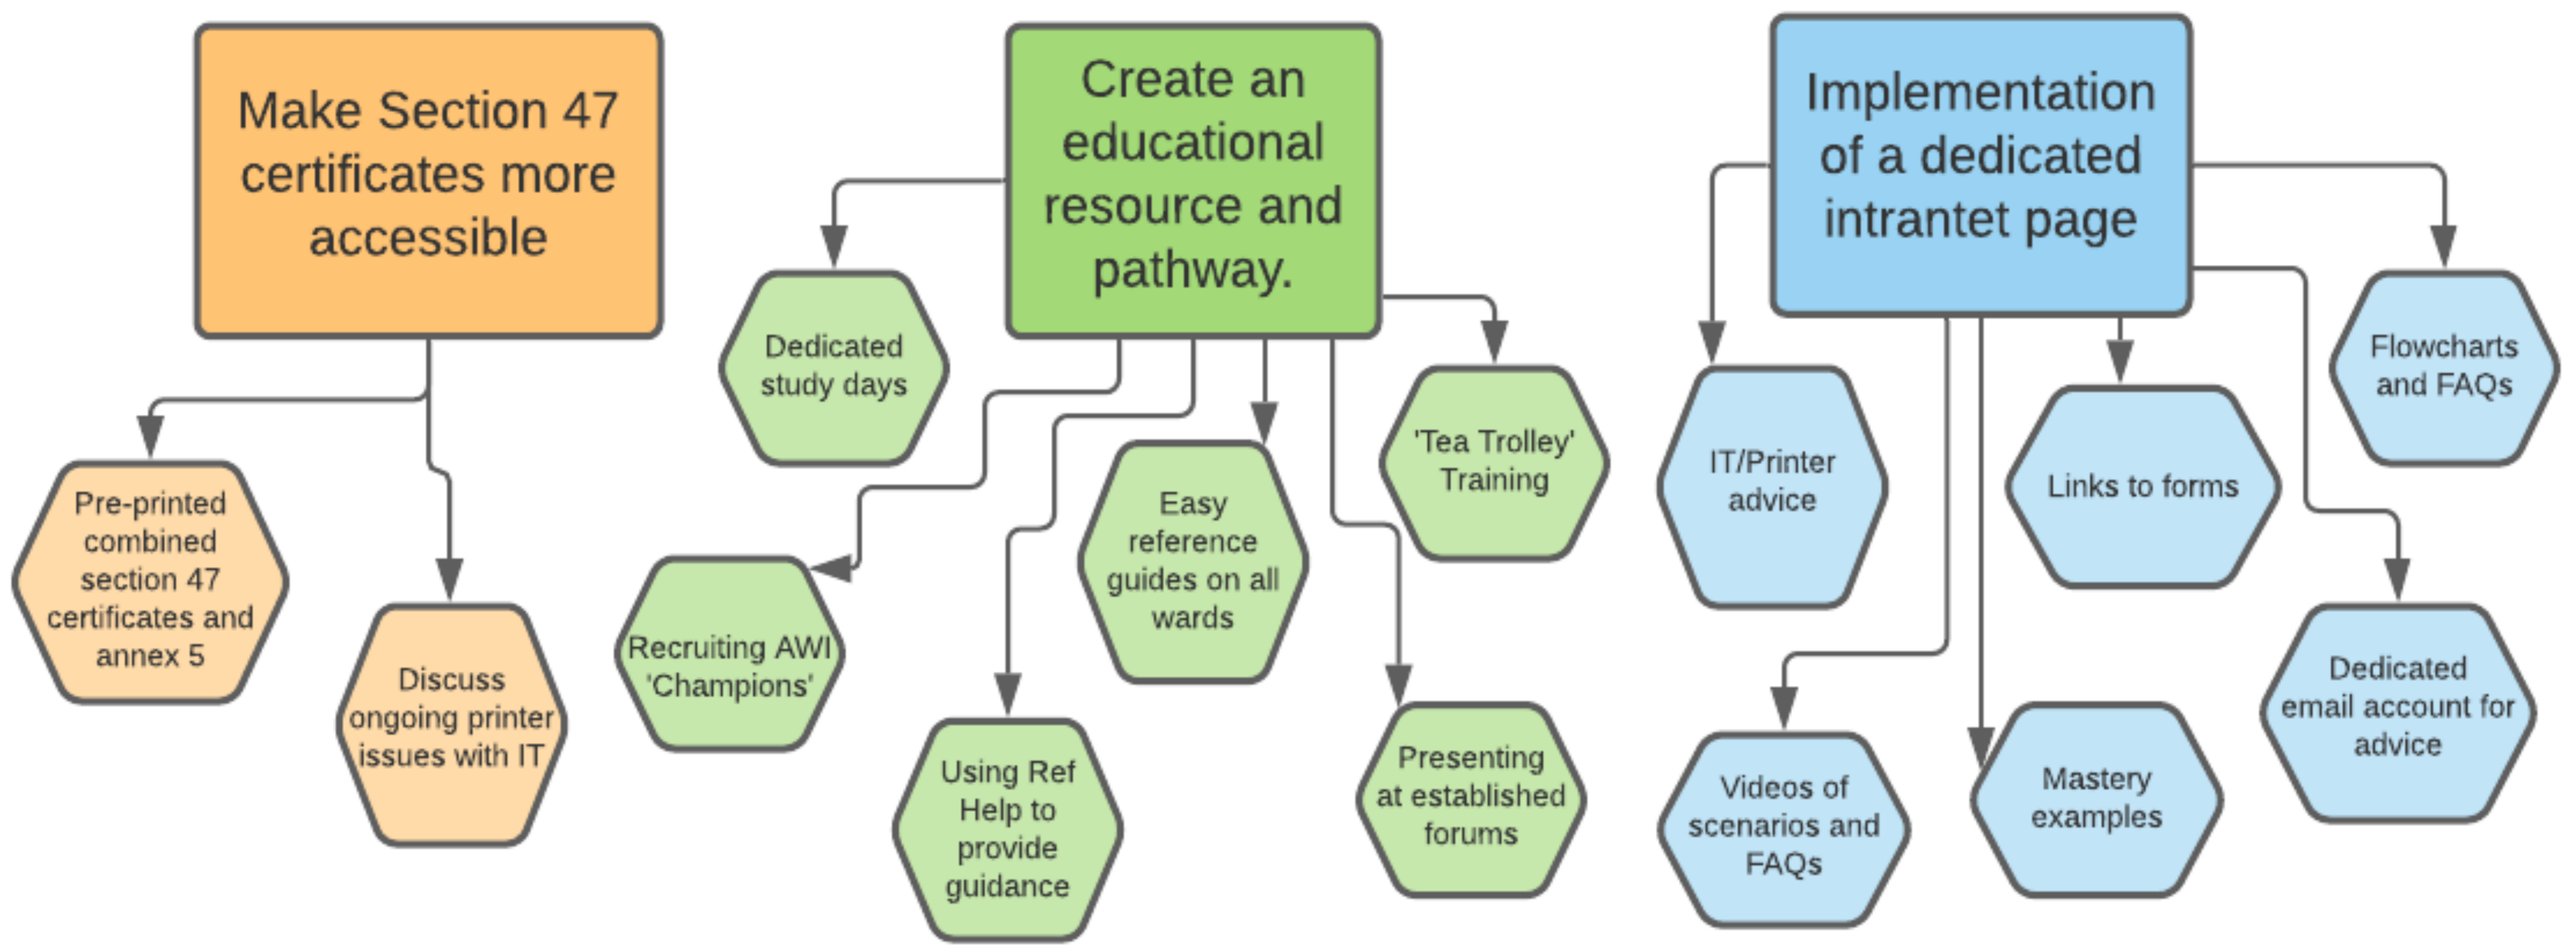 Make Section 47
certificates more
accessible
Pre-printed
combined
section 47
certificates and
annex 5
Discuss
ongoing printer
issues with IT
Create an
educational
resource and
pathway.
Dedicated
study days
Recruiting AWI
'Champions'
Using Ref
Help to
provide
guidance
Easy
reference
guides on all
wards
Presenting
at established
forums
'Tea Trolley'
Training
Implementation
of a dedicated
intrantet page
IT/Printer
advice
Videos of
scenarios and
FAQs
Mastery
examples
Links to forms
Dedicated
email account for
advice
Flowcharts
and FAQs